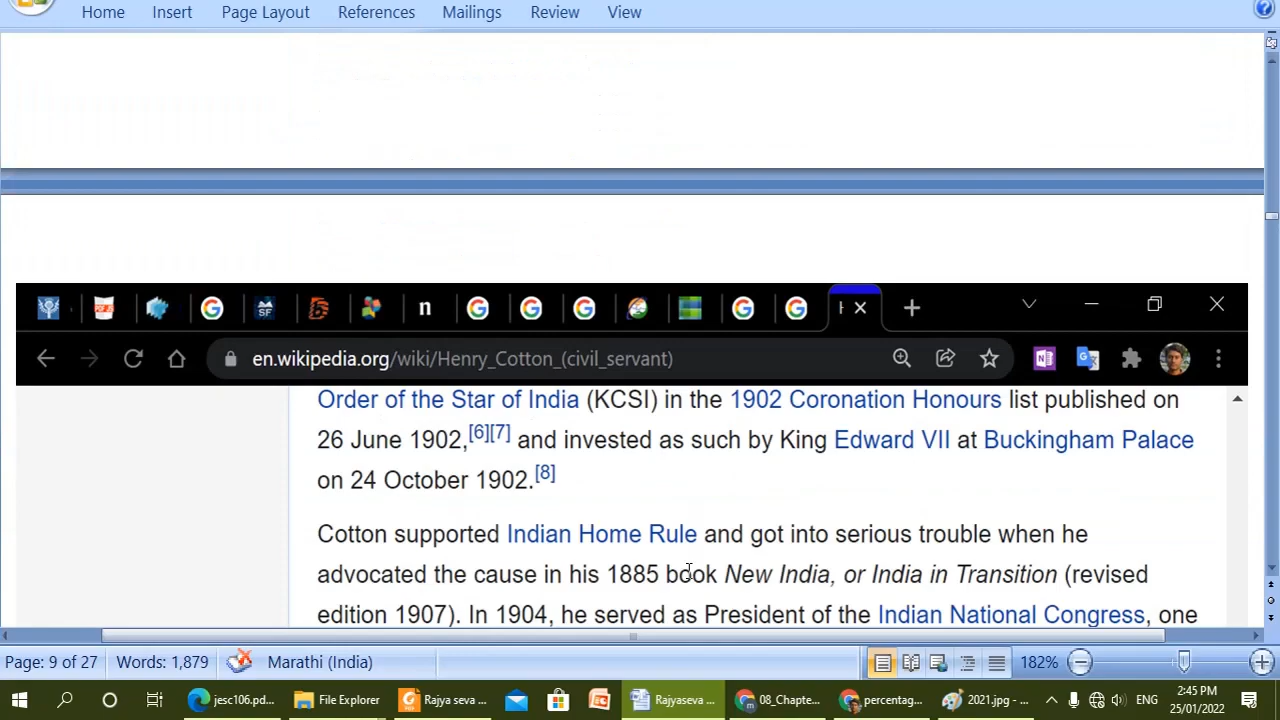 Home Insert Page Layout References Mailings Review View
en.wikipedia.org/wiki/Henry_Cotton_(civil_servant)
Order of the Star of India (KCSI) in the 1902 Coronation Honours list published on
26 June 1902,[6][7] and invested as such by King Edward VII at Buckingham Palace
on 24 October 1902.[8]
Cotton supported Indian Home Rule and got into serious trouble when he
advocated the cause in his 1885 book New India, or India in Transition (revised
edition 1907). In 1904, he served as President of the Indian National Congress, one
Page: 9 of 27 Words: 1,879 Marathi (India) 182%
jesc106.pd... File Explorer Rajya seva ... Rajyaseva ... 08_Chapte... percentag... 2021.jpg - ... ENG 2:45 PM
25/01/2022